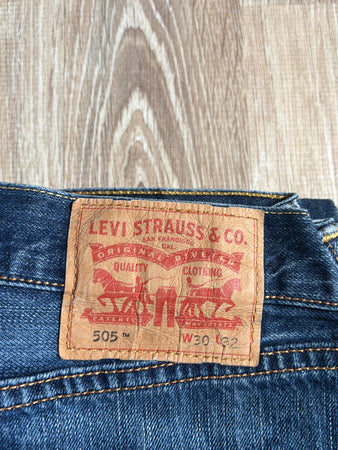 LEVI STRAUSS & CO.
SAN FRANCISCO
CAL.
ORIGINAL RIVETED
QUALITY CLOTHING
505™ W30 L32